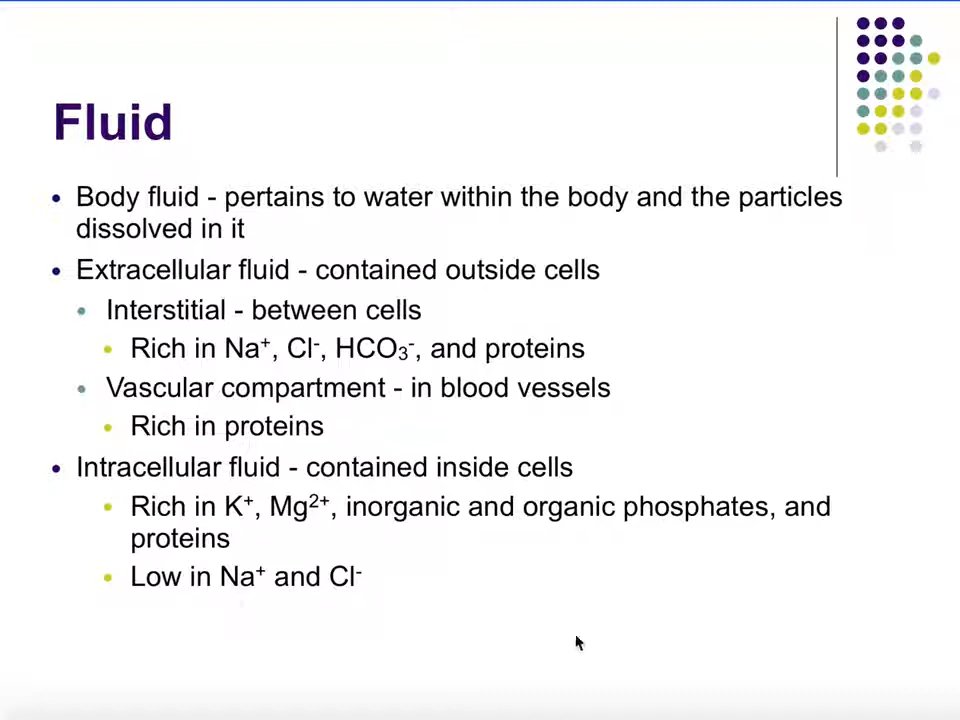 Fluid
• Body fluid - pertains to water within the body and the particles
dissolved in it
• Extracellular fluid - contained outside cells
• Interstitial - between cells
• Rich in Na⁺, Cl⁻, HCO₃⁻, and proteins
• Vascular compartment - in blood vessels
• Rich in proteins
• Intracellular fluid - contained inside cells
• Rich in K⁺, Mg²⁺, inorganic and organic phosphates, and
proteins
• Low in Na⁺ and Cl⁻